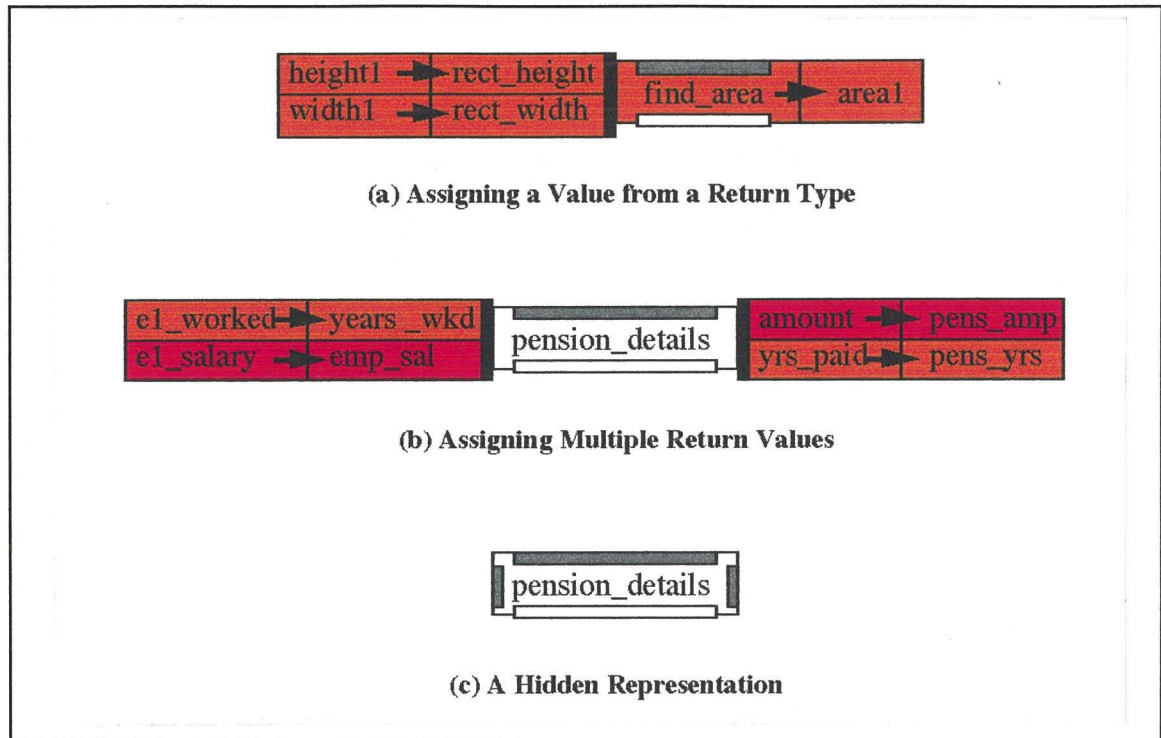 height1 rect_height
find_area area1
width1 rect_width
(a) Assigning a Value from a Return Type
e1_worked years _wkd
amount pens_amp
pension_details
e1_salary emp_sal
yrs_paid pens_yrs
(b) Assigning Multiple Return Values
pension_details
(c) A Hidden Representation